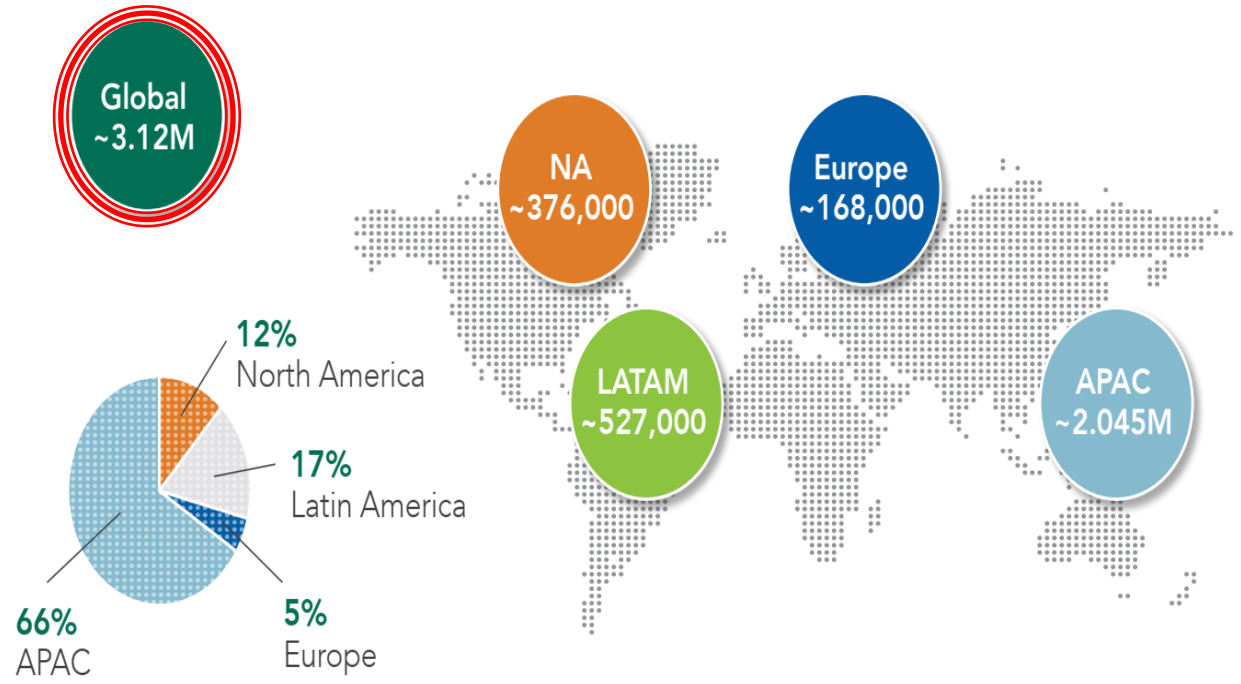 Global
~3.12M
NA
~376,000
Europe
~168,000
LATAM
~527,000
APAC
~2.045M
12%
North America
17%
Latin America
5%
Europe
66%
APAC